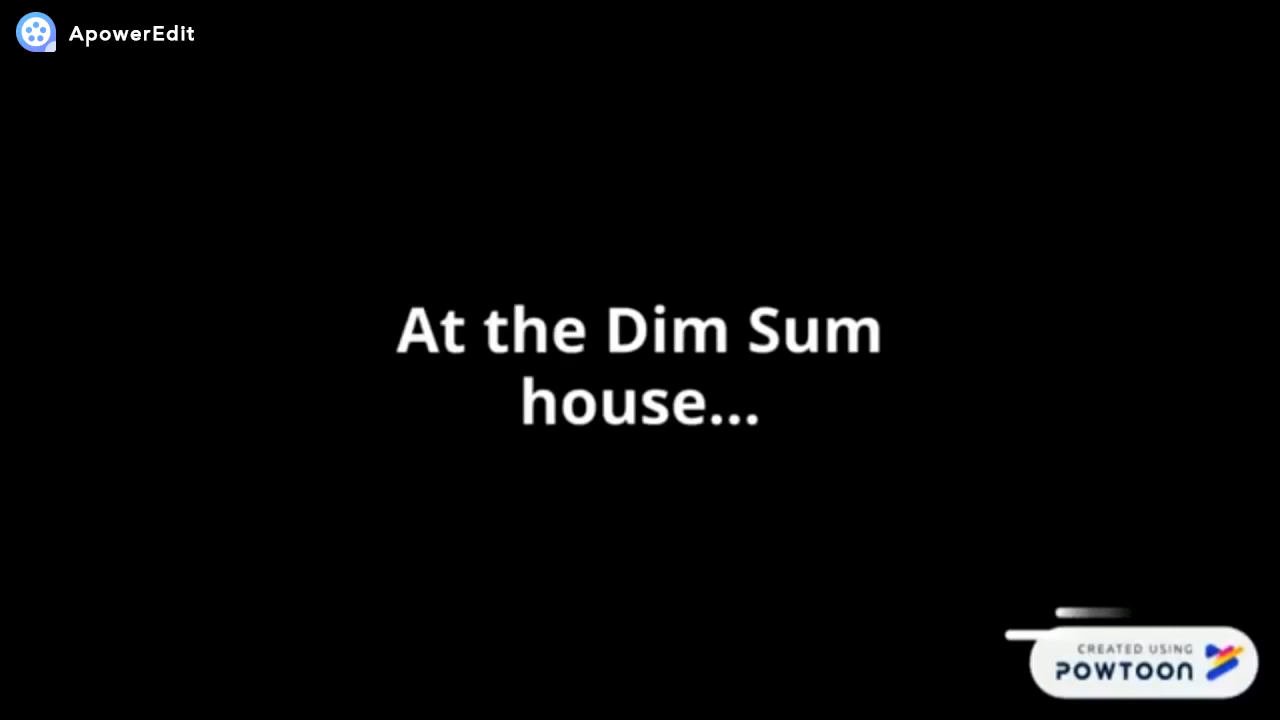 ApowerEdit
At the Dim Sum
house...
CREATED USING
POWTOON